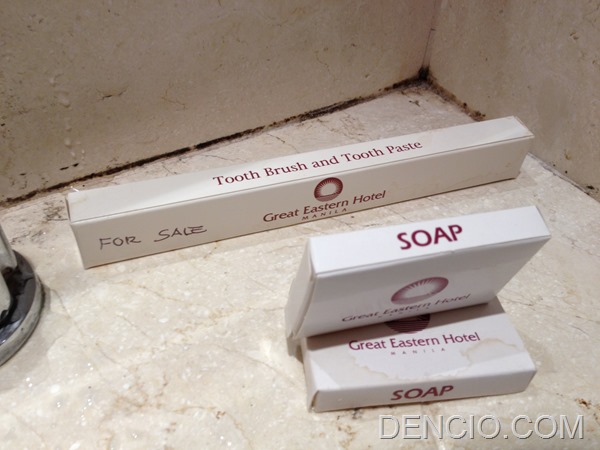 Tooth Brush and Tooth Paste
Great Eastern Hotel
MANILA
FOR SALE
SOAP
Great Eastern Hotel
Great Eastern Hotel
MANILA
SOAP
DENCIO.COM